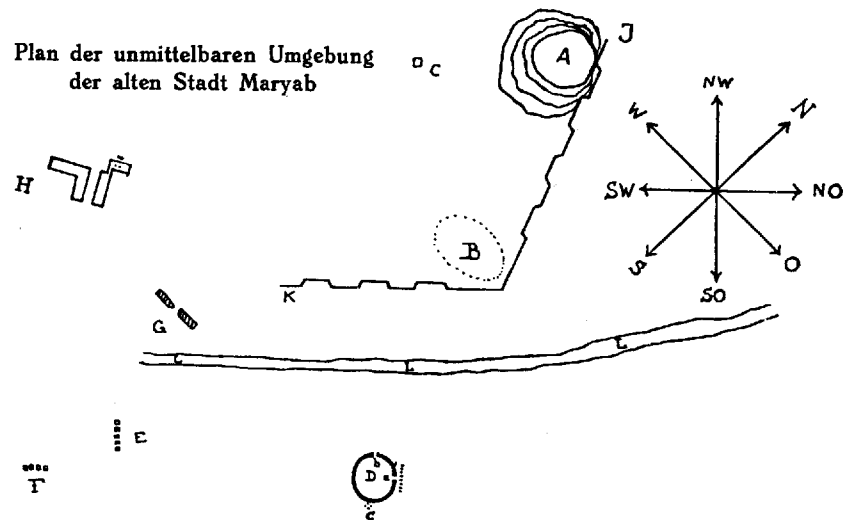 Plan der unmittelbaren Umgebung
der alten Stadt Maryab
C
A
J
NW
W
N
H
SW
NO
B
S
O
K
SO
G
L
L
L
E
D
b
a
F
c